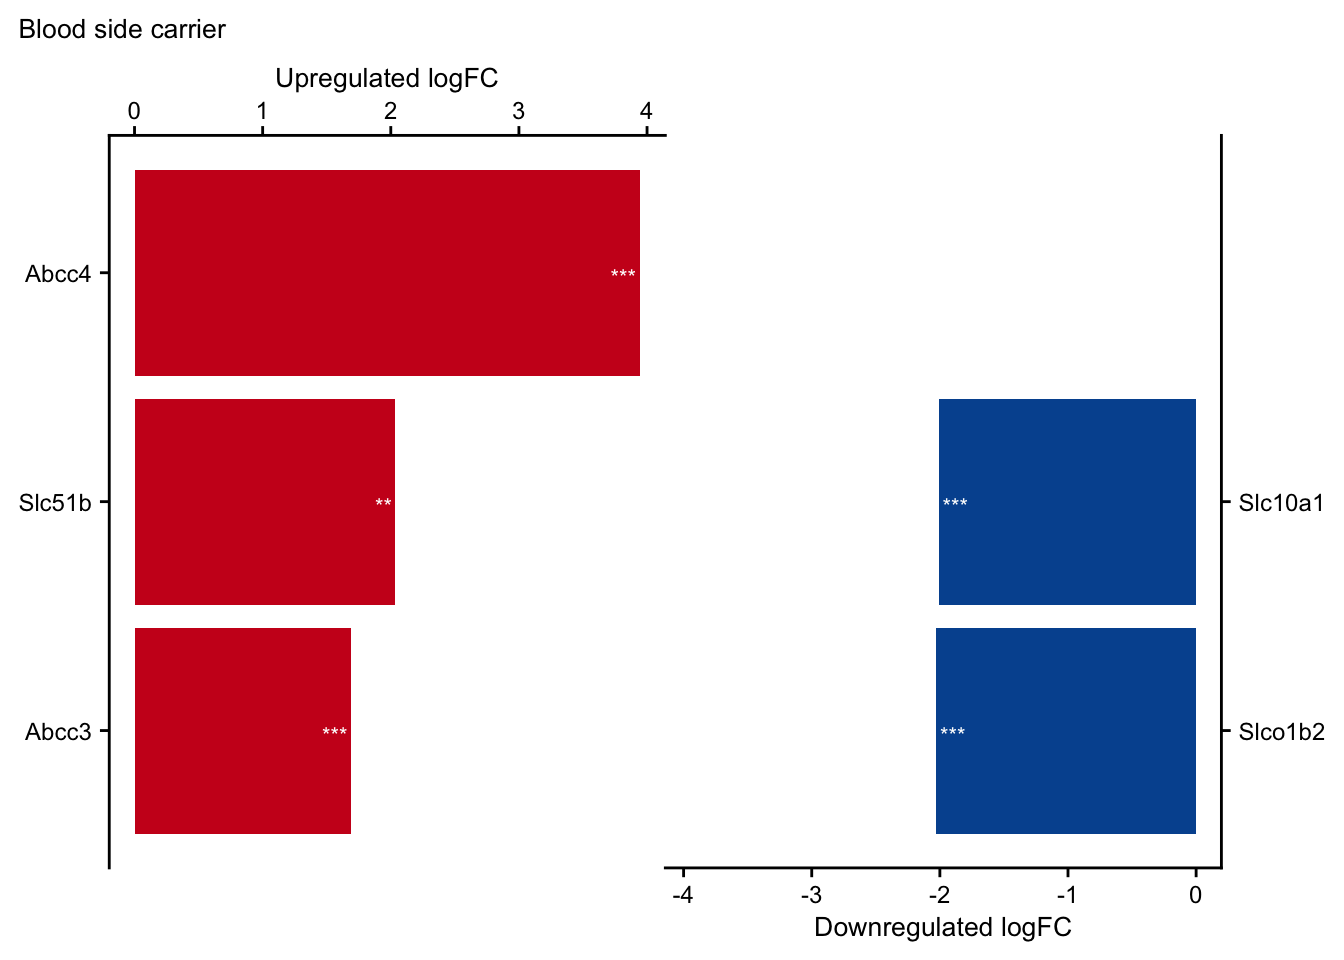 Blood side carrier
Upregulated logFC
0 1 2 3 4
Abcc4
***
Slc51b
**
*** Slc10a1
Abcc3
***
*** Slco1b2
-4 -3 -2 -1 0
Downregulated logFC